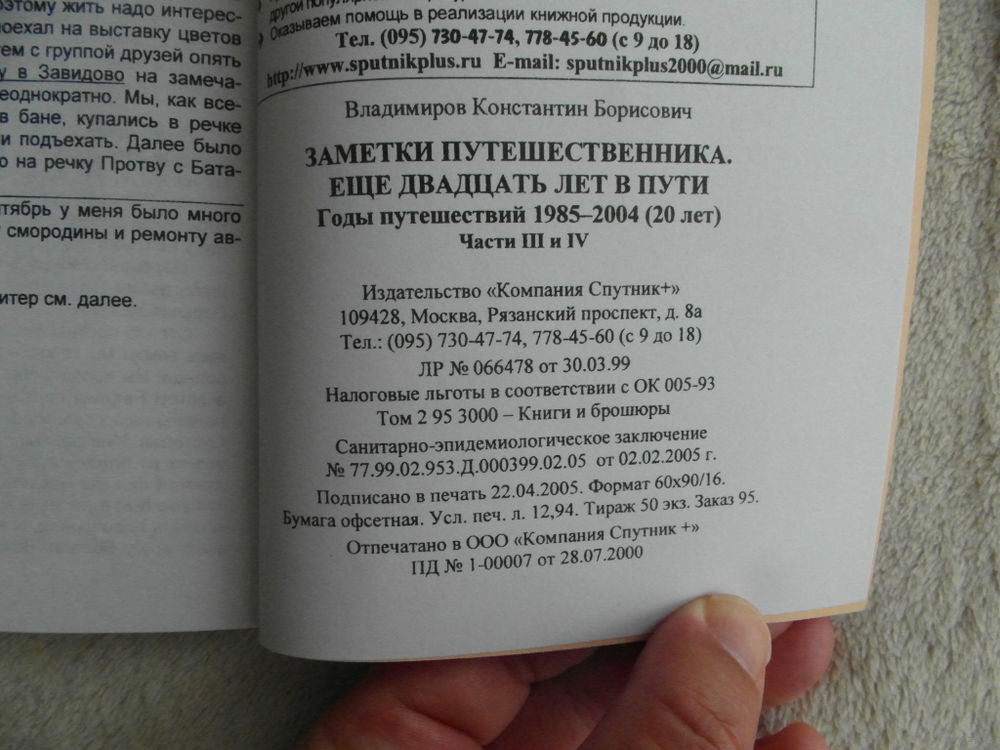 оэтому жить надо интерес-
поехал на выставку цветов
тем с группой друзей опять
у в Завидово на замеча-
еоднократно. Мы, как все-
в бане, купались в речке
и подъехать. Далее было
о на речку Протву с Бата-
нтябрь у меня было много
смородины и ремонту ав-
итер см. далее.
Оказываем помощь в реализации книжной продукции.
Тел. (095) 730-47-74, 778-45-60 (с 9 до 18)
http://www.sputnikplus.ru E-mail: sputnikplus2000@mail.ru
Владимиров Константин Борисович
ЗАМЕТКИ ПУТЕШЕСТВЕННИКА.
ЕЩЕ ДВАДЦАТЬ ЛЕТ В ПУТИ
Годы путешествий 1985–2004 (20 лет)
Части III и IV
Издательство «Компания Спутник+»
109428, Москва, Рязанский проспект, д. 8а
Тел.: (095) 730-47-74, 778-45-60 (с 9 до 18)
ЛР № 066478 от 30.03.99
Налоговые льготы в соответствии с ОК 005-93
Том 2 95 3000 – Книги и брошюры
Санитарно-эпидемиологическое заключение
№ 77.99.02.953.Д.000399.02.05 от 02.02.2005 г.
Подписано в печать 22.04.2005. Формат 60х90/16.
Бумага офсетная. Усл. печ. л. 12,94. Тираж 50 экз. Заказ 95.
Отпечатано в ООО «Компания Спутник +»
ПД № 1-00007 от 28.07.2000